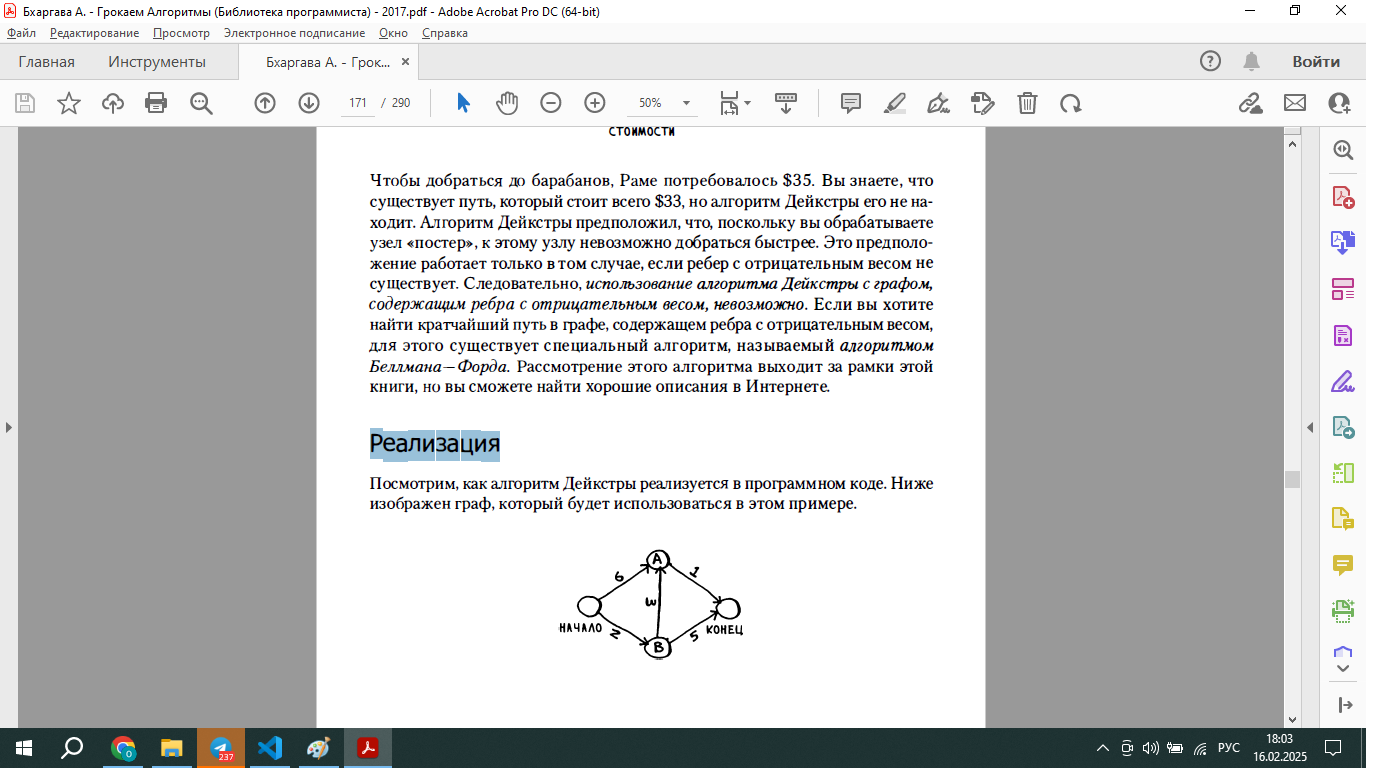 Бхаргава А. - Грокаем Алгоритмы (Библиотека программиста) - 2017.pdf - Adobe Acrobat Pro DC (64-bit)
Файл Редактирование Просмотр Электронное подписание Окно Справка
Главная Инструменты Бхаргава А. - Грок... × Войти
171 / 290 50%
СТОИМОСТИ
Чтобы добраться до барабанов, Раме потребовалось $35. Вы знаете, что
существует путь, который стоит всего $33, но алгоритм Дейкстры его не на-
ходит. Алгоритм Дейкстры предположил, что, поскольку вы обрабатываете
узел «постер», к этому узлу невозможно добраться быстрее. Это предполо-
жение работает только в том случае, если ребер с отрицательным весом не
существует. Следовательно, использование алгоритма Дейкстры с графом,
содержащим ребра с отрицательным весом, невозможно. Если вы хотите
найти кратчайший путь в графе, содержащем ребра с отрицательным весом,
для этого существует специальный алгоритм, называемый алгоритмом
Беллмана—Форда. Рассмотрение этого алгоритма выходит за рамки этой
книги, но вы сможете найти хорошие описания в Интернете.
Реализация
Посмотрим, как алгоритм Дейкстры реализуется в программном коде. Ниже
изображен граф, который будет использоваться в этом примере.
A
6 1
3
НАЧАЛО 2 5 КОНЕЦ
B
237
РУС
18:03
16.02.2025